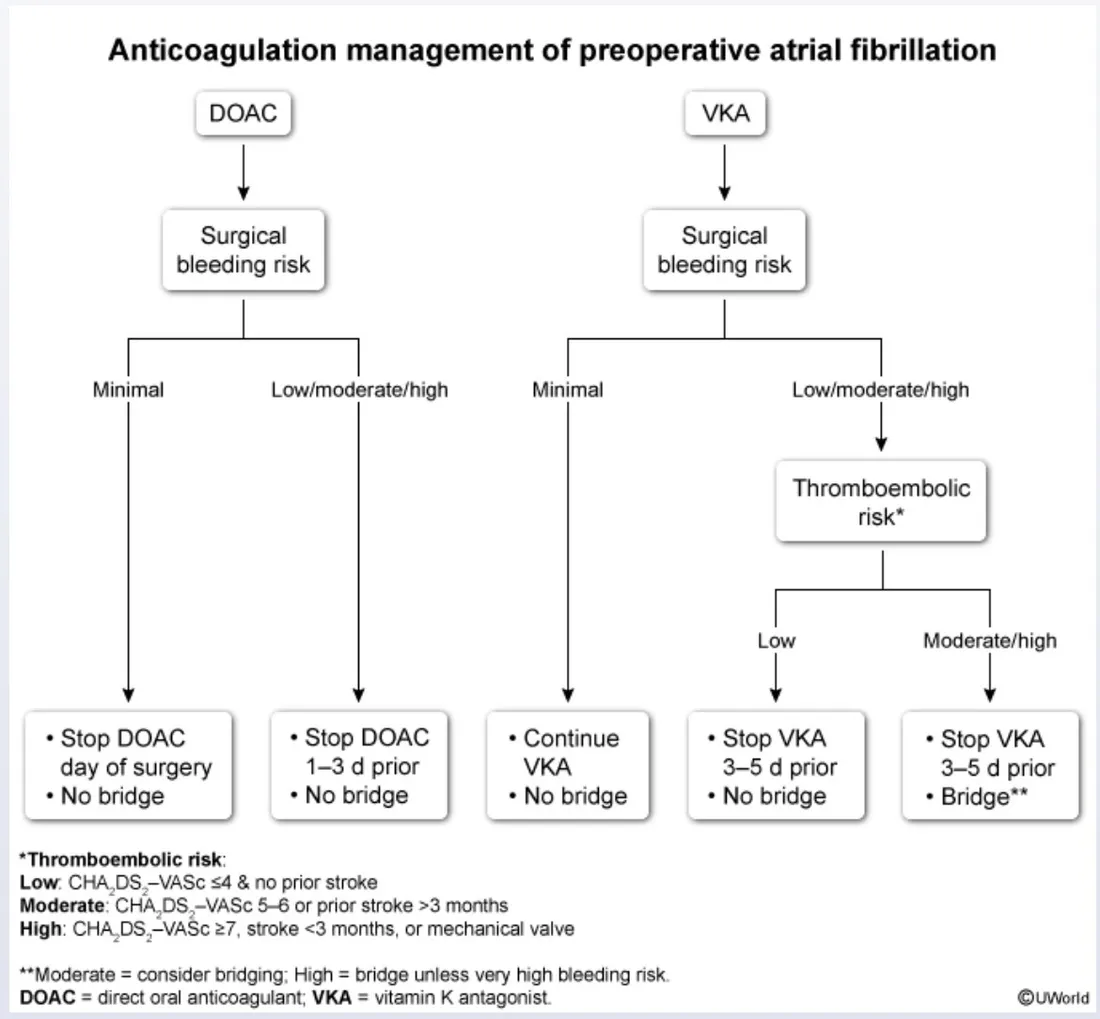 Anticoagulation management of preoperative atrial fibrillation
DOAC
VKA
Surgical
bleeding risk
Surgical
bleeding risk
Minimal
Low/moderate/high
Minimal
Low/moderate/high
Thromboembolic
risk*
Low
Moderate/high
• Stop DOAC
day of surgery
• No bridge
• Stop DOAC
1–3 d prior
• No bridge
• Continue
VKA
• No bridge
• Stop VKA
3–5 d prior
• No bridge
• Stop VKA
3–5 d prior
• Bridge**
*Thromboembolic risk:
Low: CHA₂DS₂–VASc ≤4 & no prior stroke
Moderate: CHA₂DS₂–VASc 5–6 or prior stroke >3 months
High: CHA₂DS₂–VASc ≥7, stroke <3 months, or mechanical valve
**Moderate = consider bridging; High = bridge unless very high bleeding risk.
DOAC = direct oral anticoagulant; VKA = vitamin K antagonist.
©UWorld